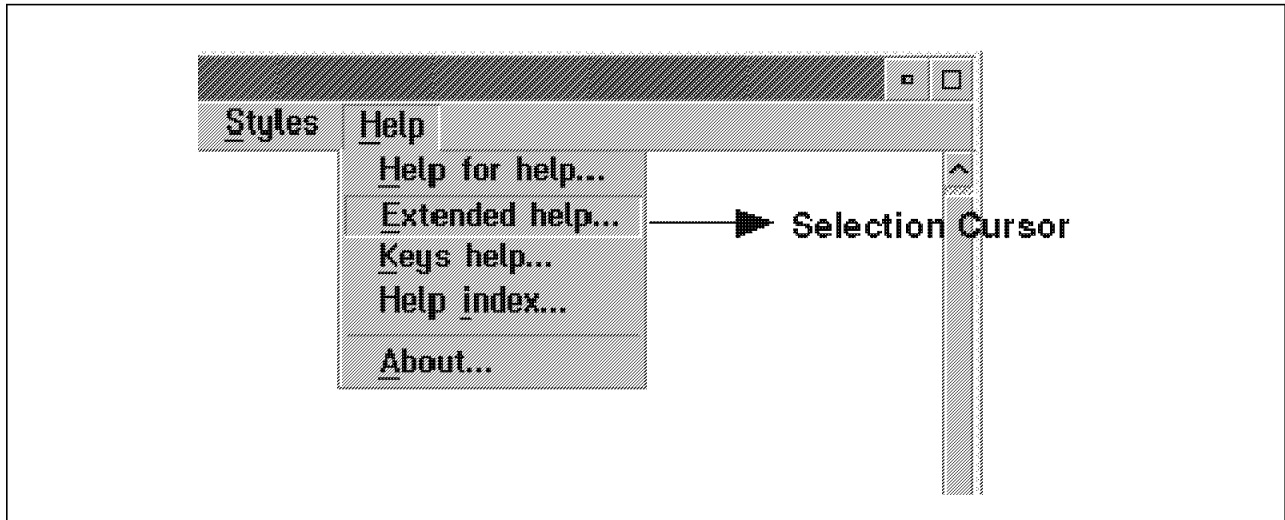 Styles Help
Help for help...
Extended help...
Selection Cursor
Keys help...
Help index...
About...